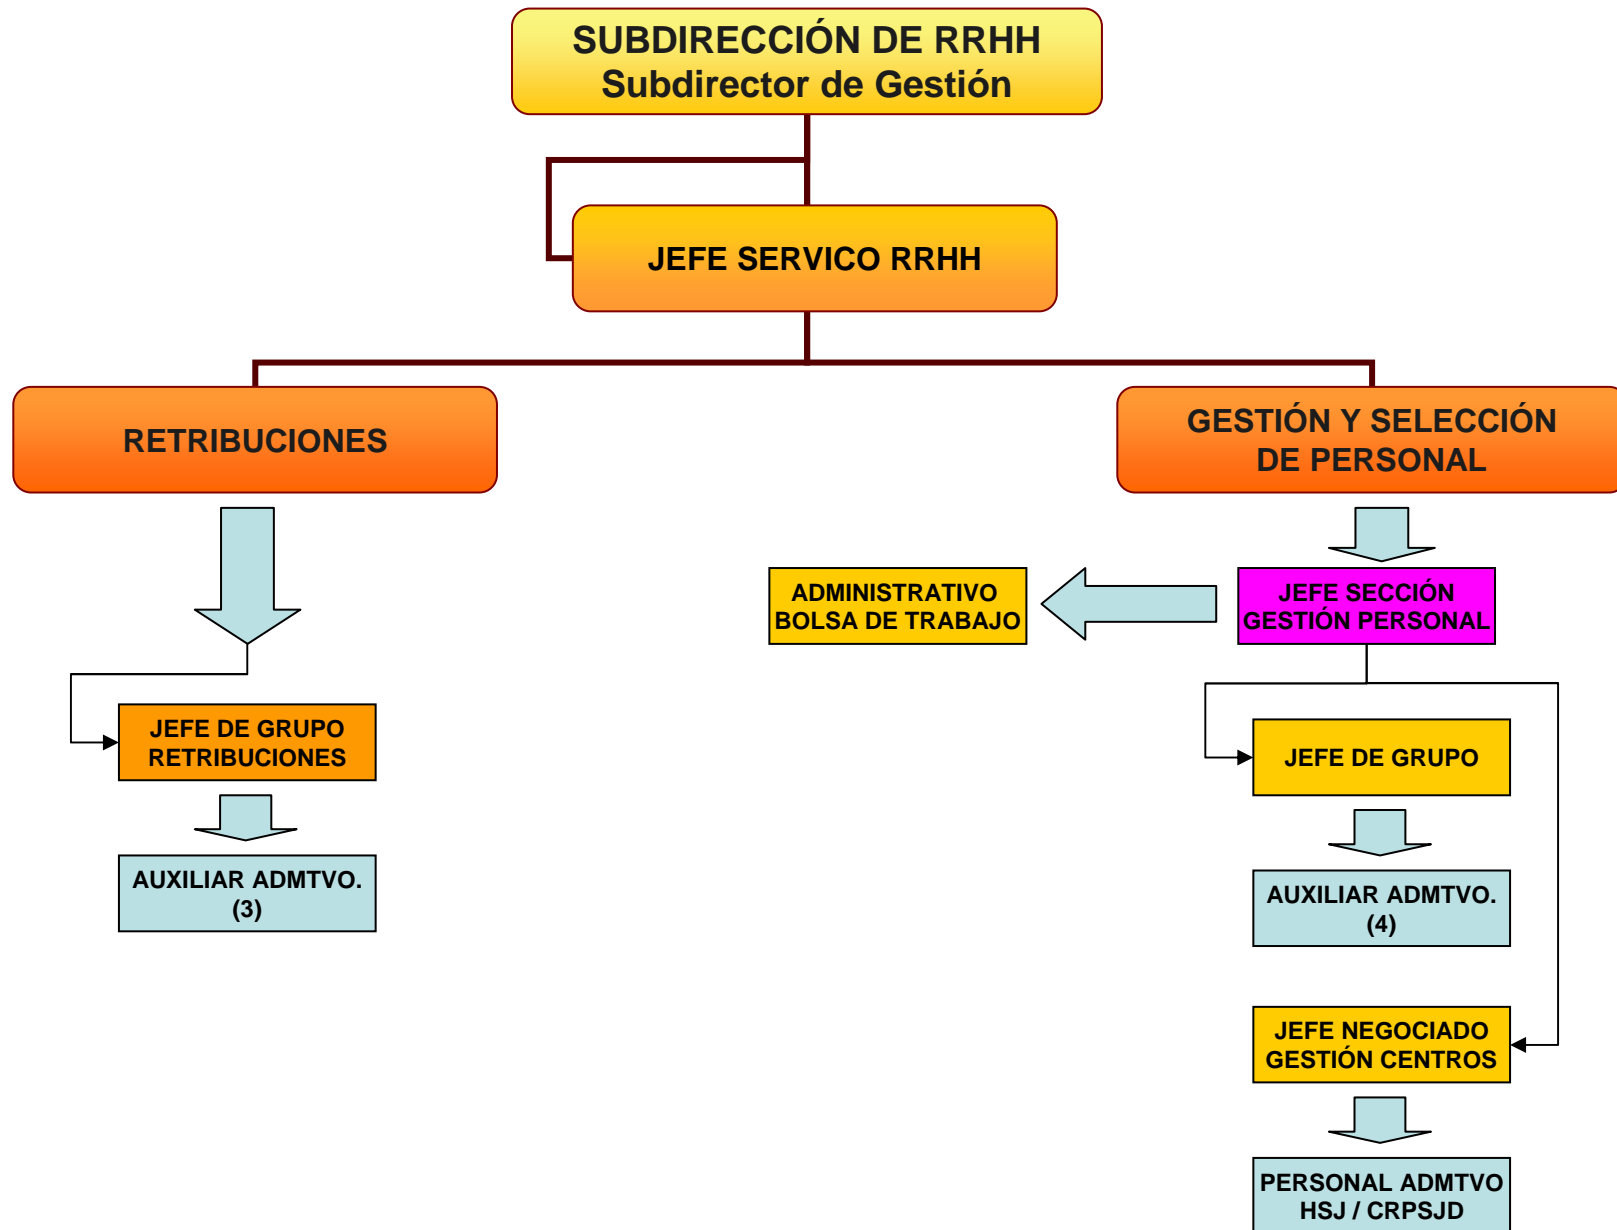 SUBDIRECCIÓN DE RRHH
Subdirector de Gestión
JEFE SERVICO RRHH
RETRIBUCIONES
GESTIÓN Y SELECCIÓN
DE PERSONAL
ADMINISTRATIVO
BOLSA DE TRABAJO
JEFE SECCIÓN
GESTIÓN PERSONAL
JEFE DE GRUPO
RETRIBUCIONES
JEFE DE GRUPO
AUXILIAR ADMTVO.
(3)
AUXILIAR ADMTVO.
(4)
JEFE NEGOCIADO
GESTIÓN CENTROS
PERSONAL ADMTVO
HSJ / CRPSJD